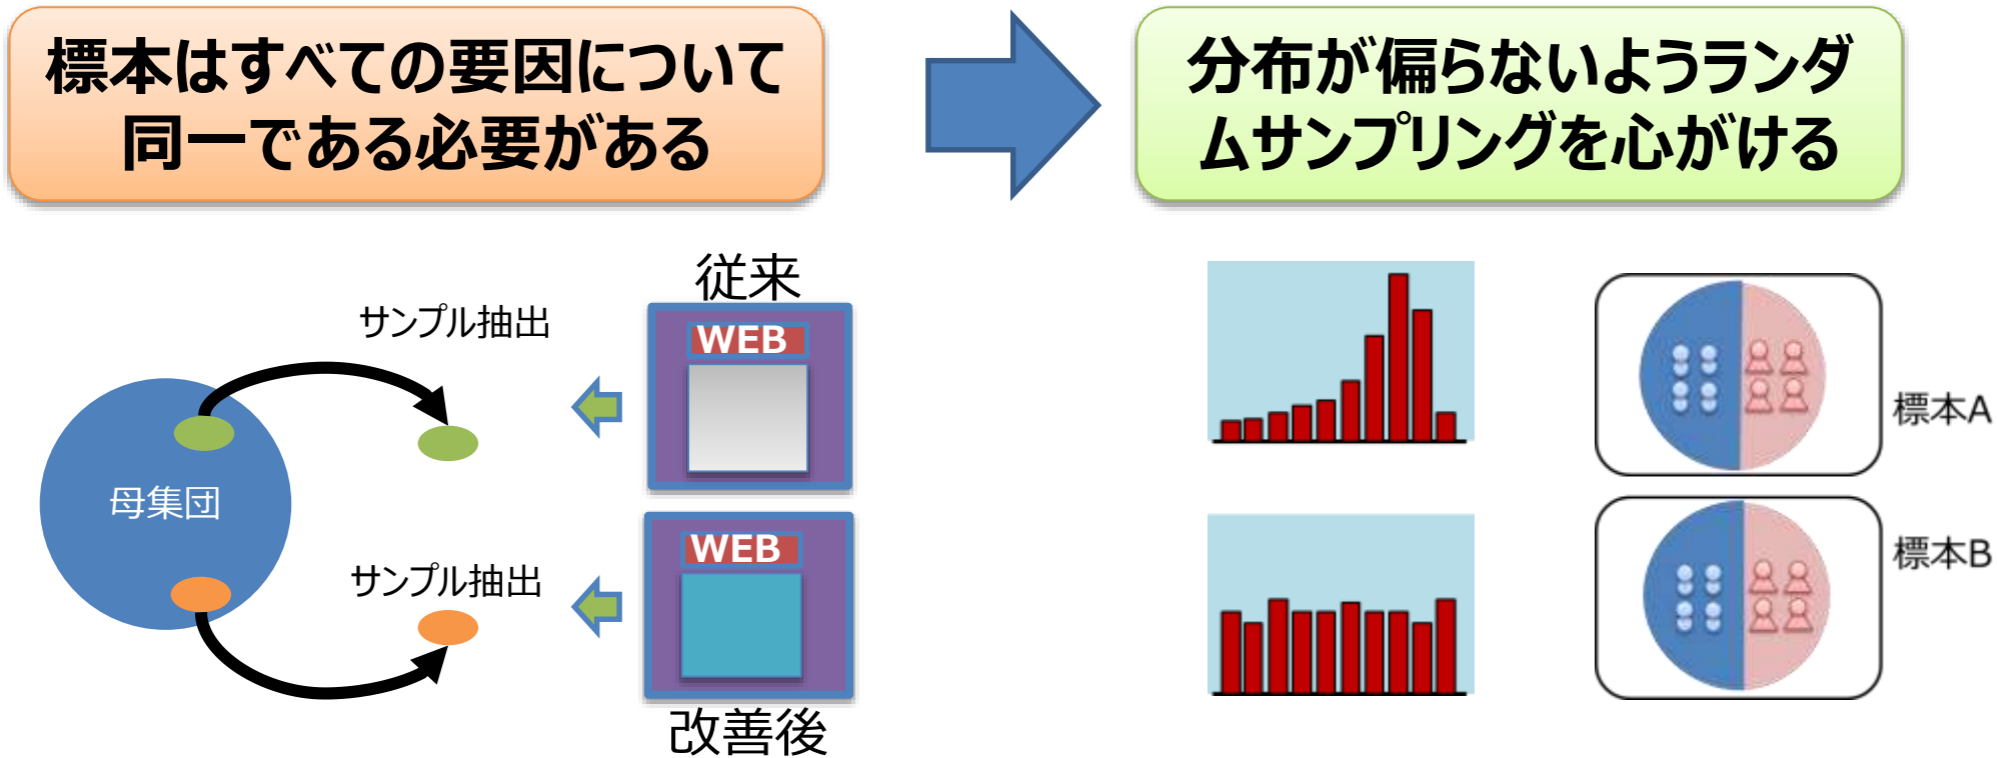 標本はすべての要因について
同一である必要がある
分布が偏らないようランダ
ムサンプリングを心がける
従来
サンプル抽出
WEB
母集団
サンプル抽出
WEB
改善後
標本A
標本B